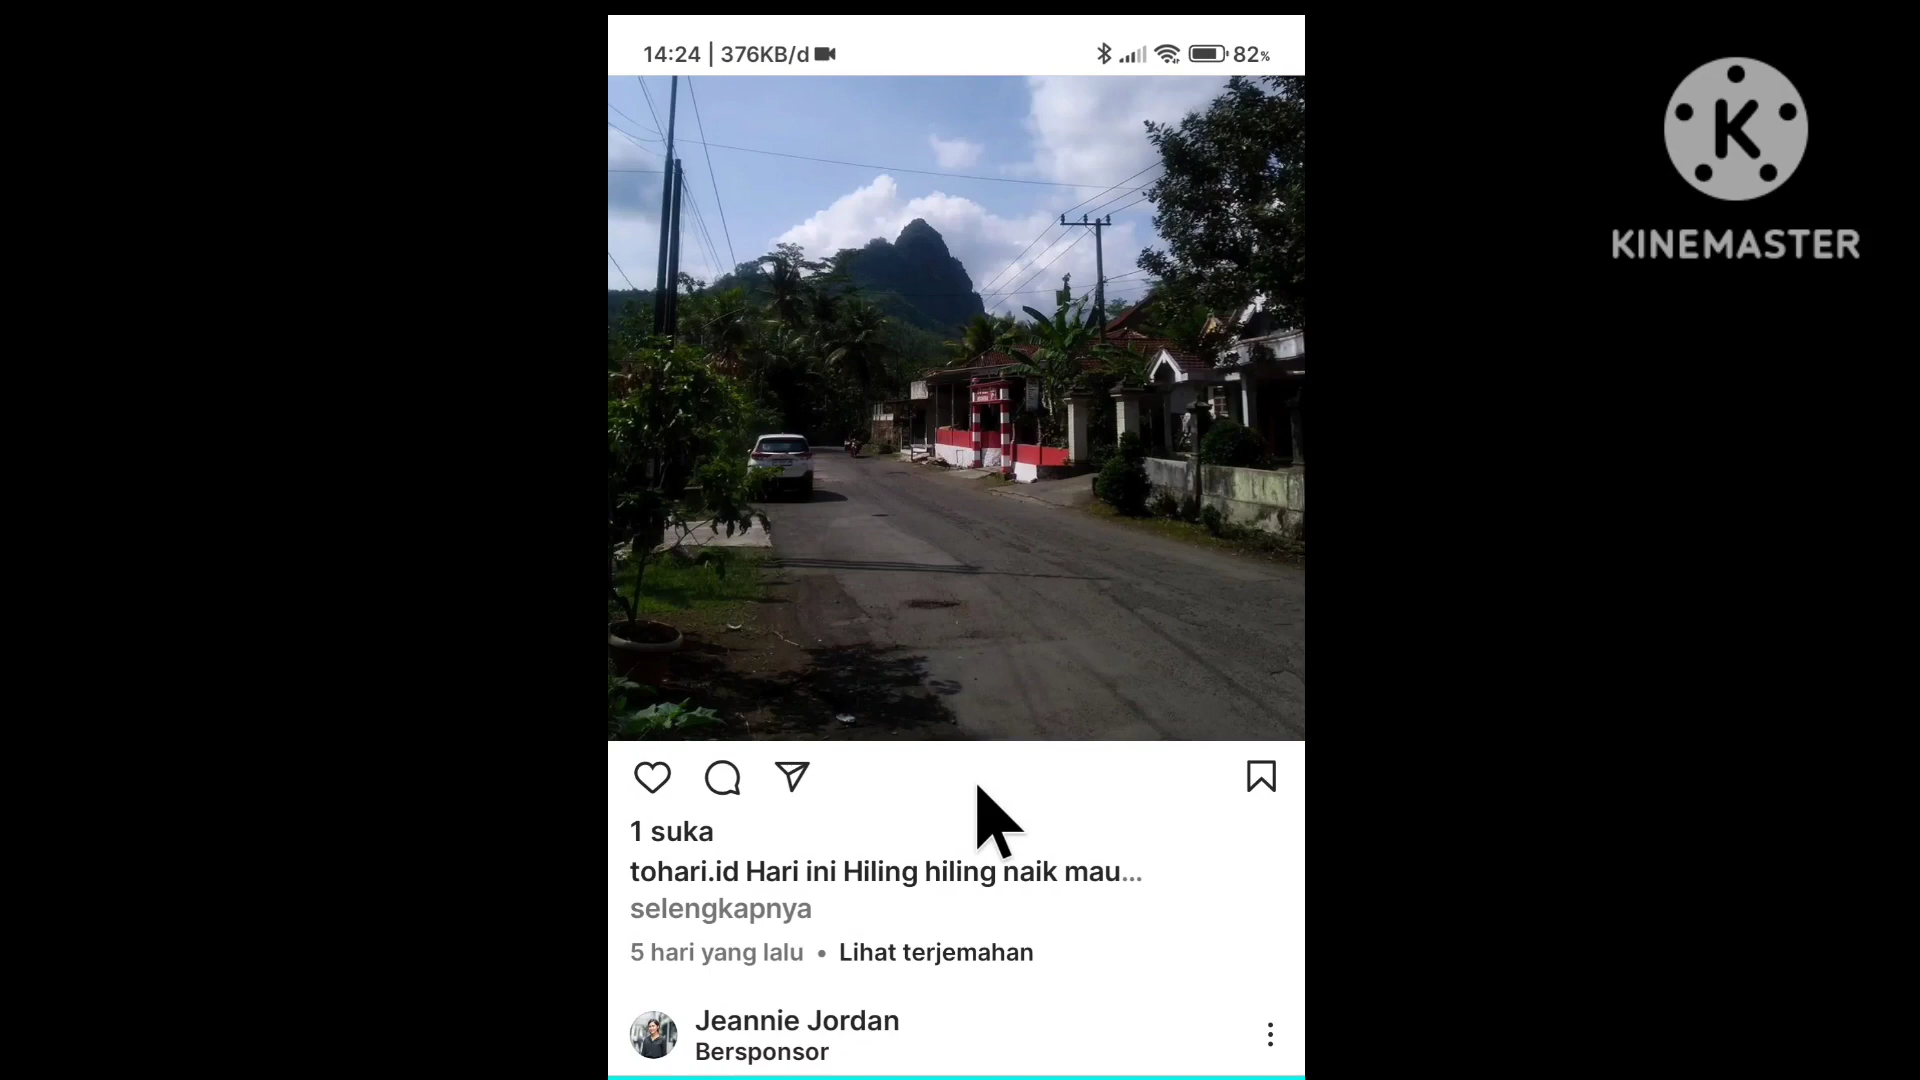 14:24 | 376KB/d
82%
K
KINEMASTER
1 suka
tohari.id Hari ini Hiling hiling naik mau...
selengkapnya
5 hari yang lalu • Lihat terjemahan
Jeannie Jordan
Bersponsor